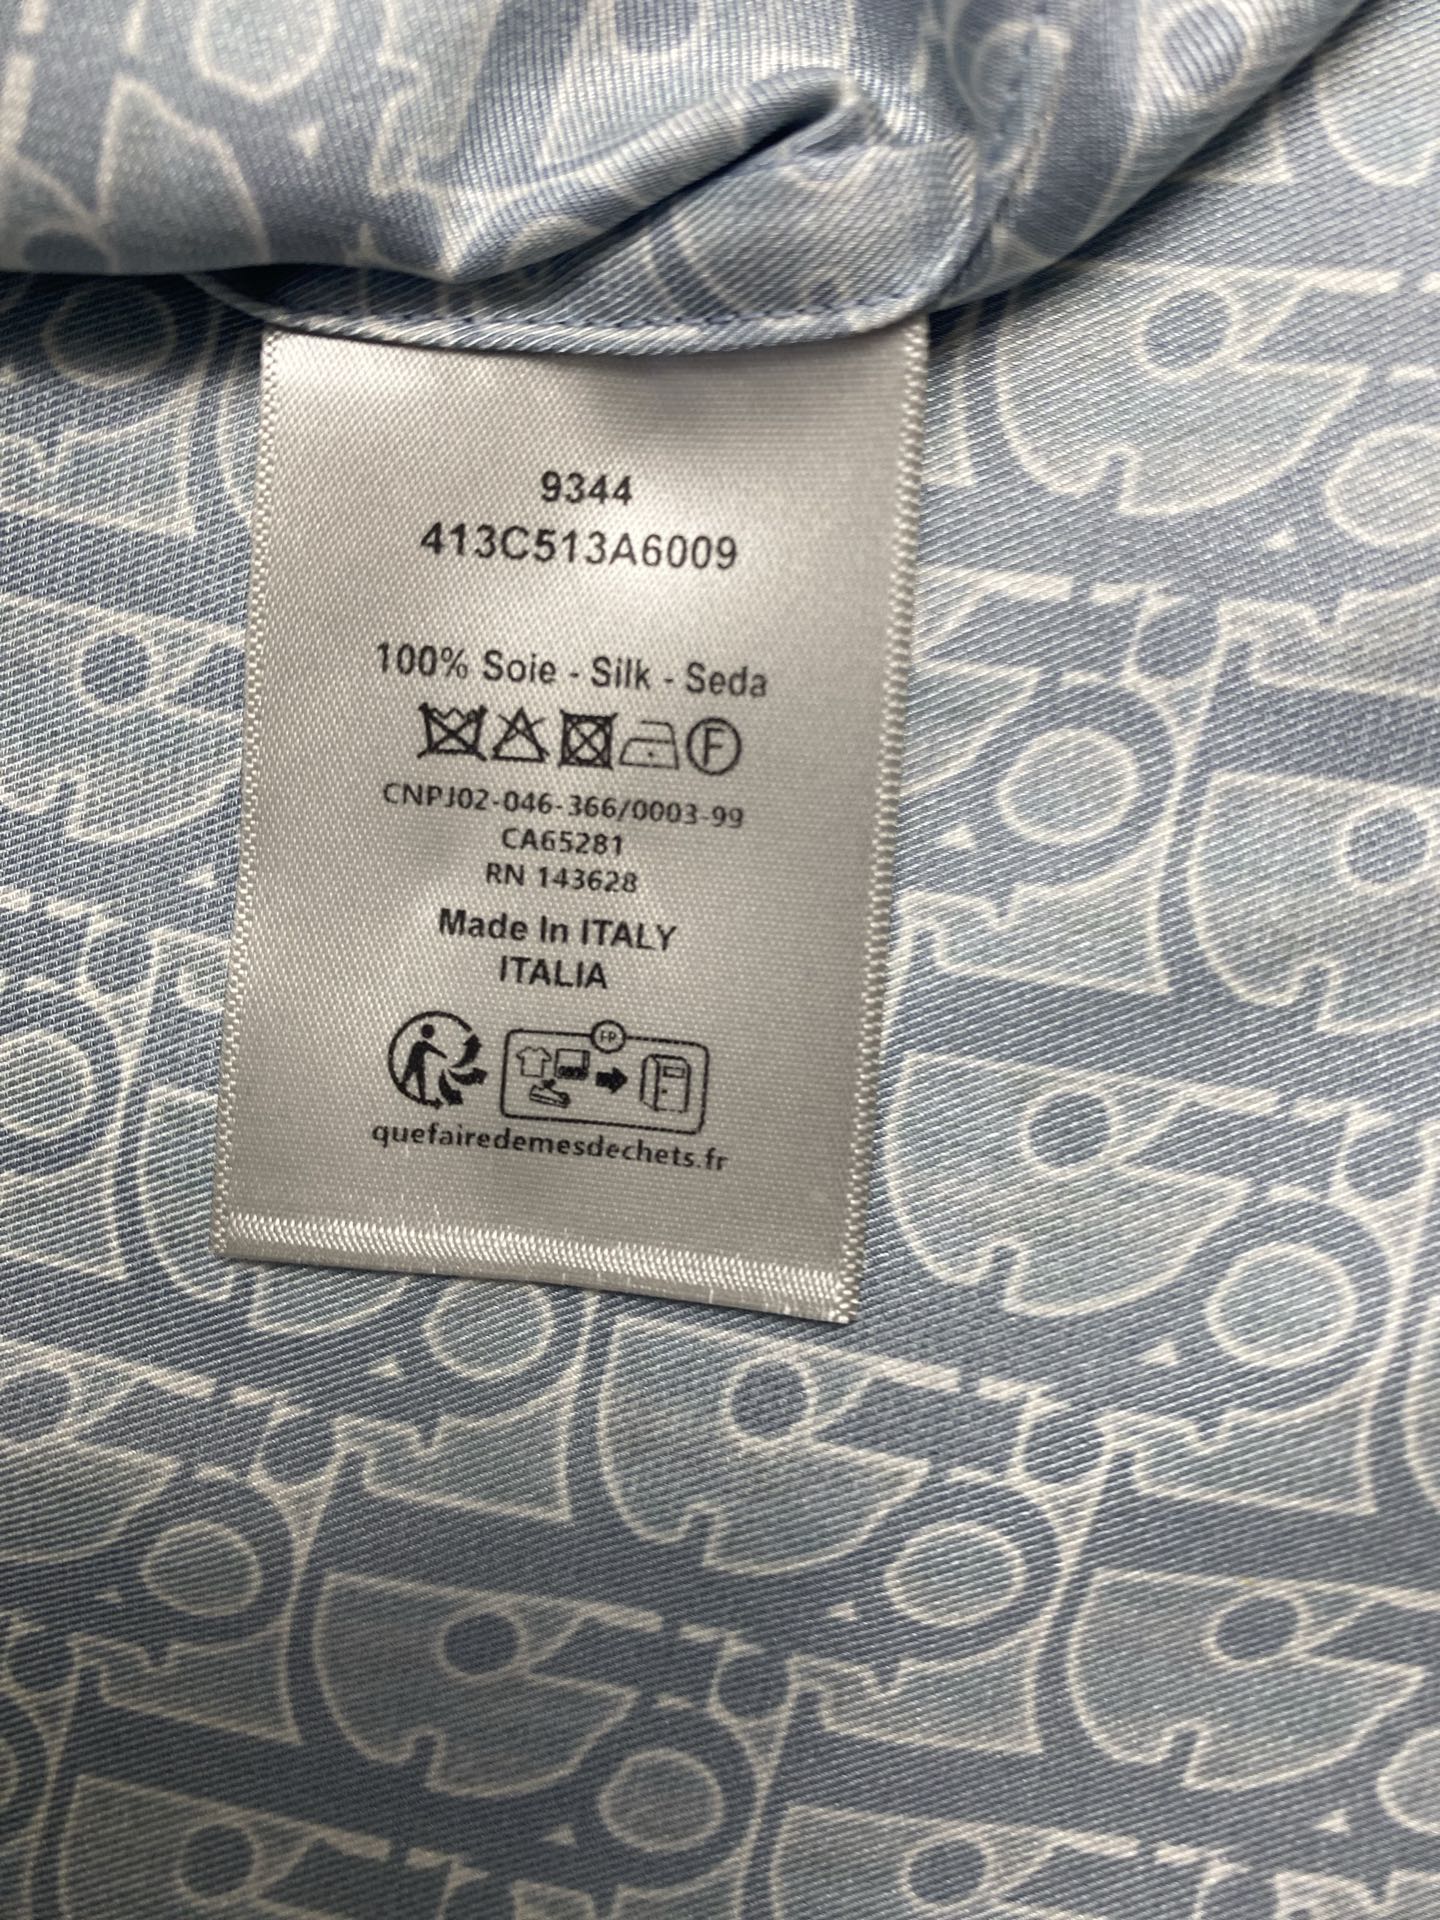 9344
413C513A6009
100% Soie - Silk - Seda
F
CNPJ02-046-366/0003-99
CA65281
RN 143628
Made In ITALY
ITALIA
FR
quefairedemesdechets.fr